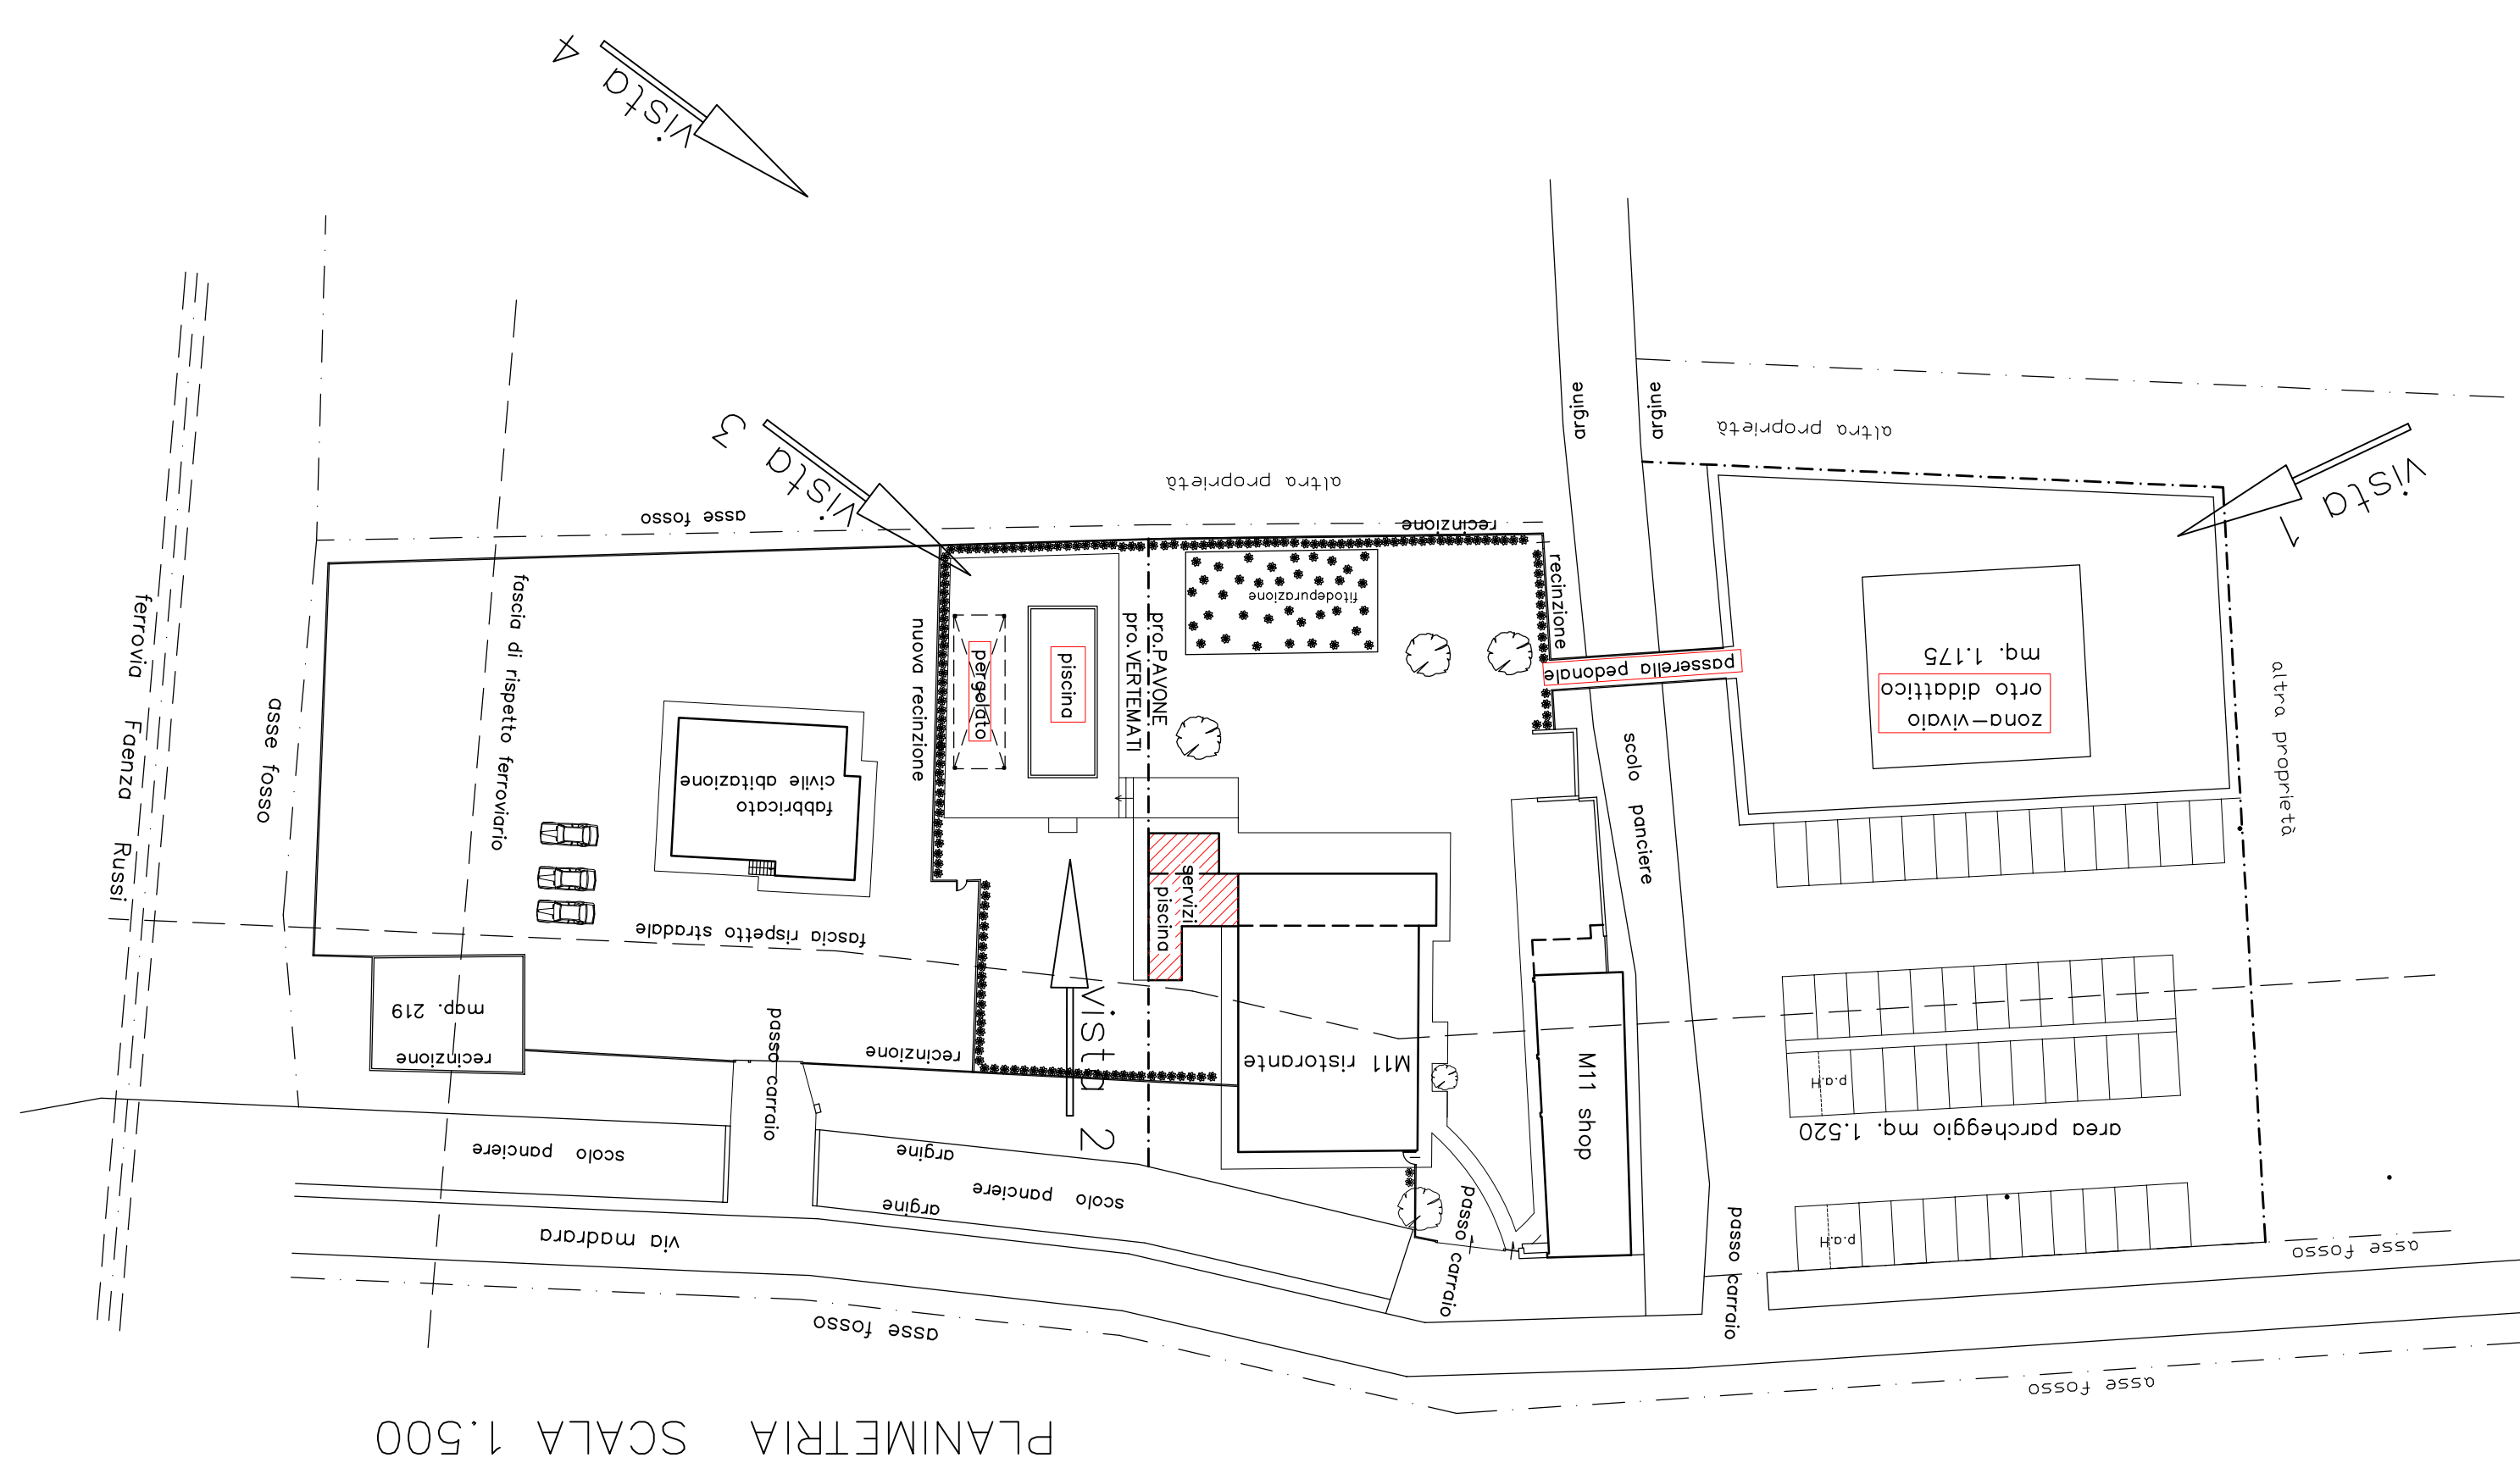 PLANIMETRIA SCALA 1.500
vista 4
vista 3
vista 1
vista 2
argine
argine
altra proprietà
altra proprietà
altra proprietà
asse fosso
recinzione
recinzione
fitodepurazione
nuova recinzione
pergolato
piscina
pro.VERTEMATI
pro.PAVONE
passerella pedonale
zona-vivaio
orto didattico
mq. 1.175
ferrovia Faenza Russi
asse fosso
fascia di rispetto ferroviario
fabbricato
civile abitazione
scolo panciere
servizi
piscina
fascia rispetto stradale
map. 219
recinzione
recinzione
passo carraio
M11 ristorante
M11 shop
p.a.H
area parcheggio mq. 1.520
p.a.H
scolo panciere
argine
scolo panciere
argine
via madrara
passo carraio
passo carraio
asse fosso
asse fosso
asse fosso